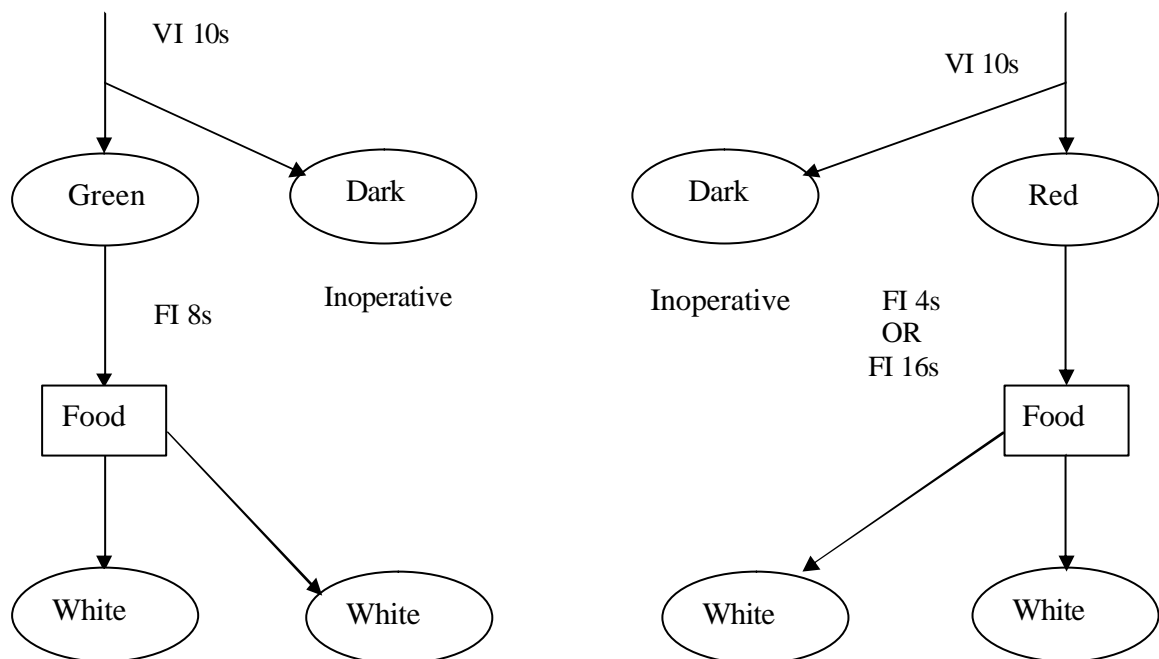 VI 10s
VI 10s
Green
Dark
Dark
Red
Inoperative
Inoperative
FI 8s
FI 4s
OR
FI 16s
Food
Food
White
White
White
White